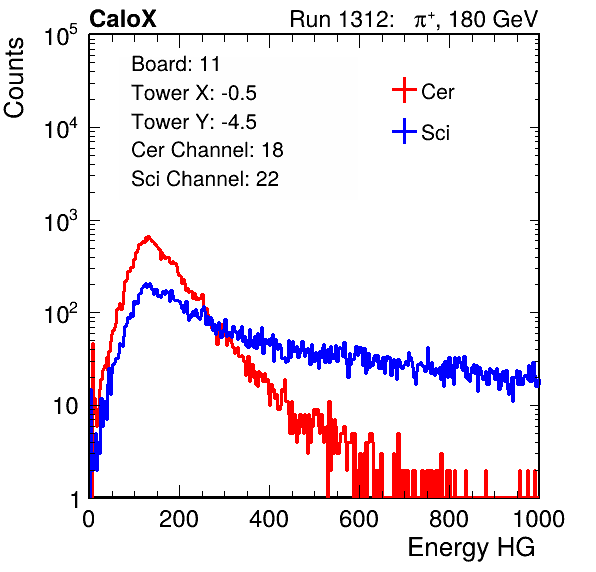 CaloX Run 1312: π⁺, 180 GeV
Counts
Board: 11
Tower X: -0.5
Tower Y: -4.5
Cer Channel: 18
Sci Channel: 22
Cer
Sci
10⁵
10⁴
10³
10²
10
1
0 200 400 600 800 1000
Energy HG